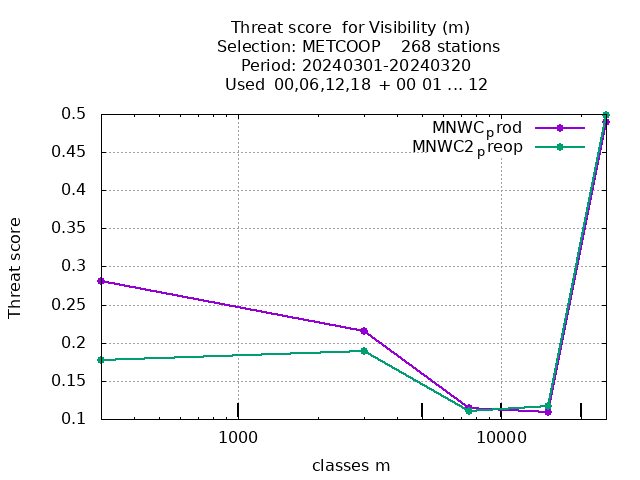 Threat score  for Visibility (m)
Selection: METCOOP    268 stations
Period: 20240301-20240320
Used  00,06,12,18 + 00 01 ... 12
MNWCprod
MNWC2preop
0.5
0.45
0.4
0.35
0.3
0.25
0.2
0.15
0.1
Threat score
1000
10000
classes m